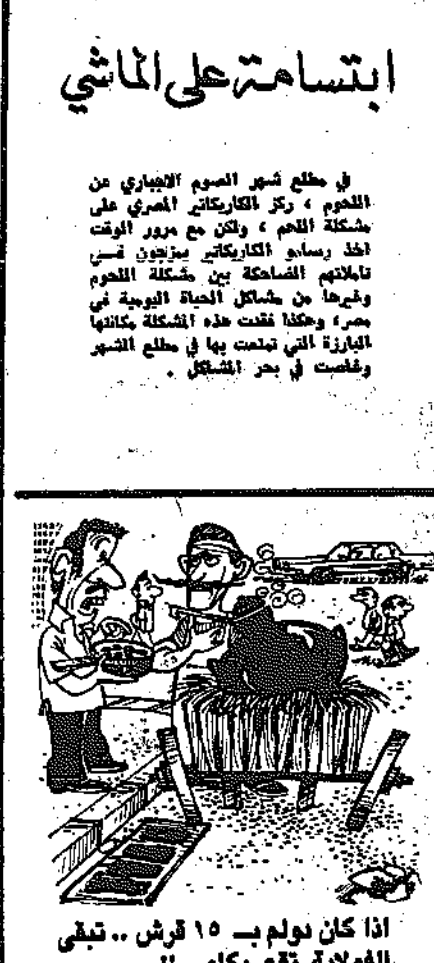 ابتسامة على الماشي
في مطلع شهر الصوم الاجباري عن
اللحوم ، ركز الكاريكاتير المصري على
مشكلة اللحم ، ولكن مع مرور الوقت
اخذ رسامو الكاريكاتير يمزجون فــي
تاملاتهم الضاحكة بين مشكلة اللحوم
وغيرها من مشاكل الحياة اليومية في
مصر، وهكذا فقدت هذه المشكلة مكانتها
البارزة التي تمتعت بها في مطلع الشهر
وغاصت في بحر المشاكل .
اذا كان دولم بــ ١٥ قرش .. تبقى